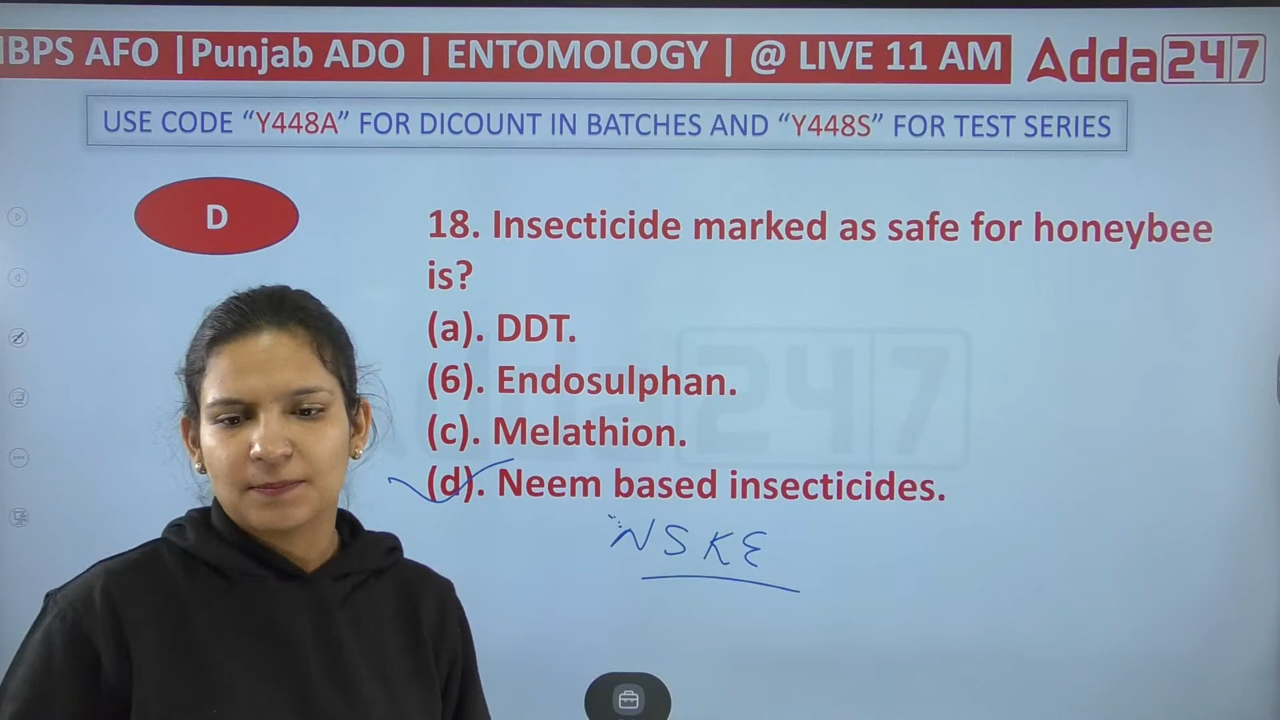 IBPS AFO |Punjab ADO | ENTOMOLOGY | @ LIVE 11 AM
Adda247
USE CODE “Y448A” FOR DICOUNT IN BATCHES AND “Y448S” FOR TEST SERIES
D
18. Insecticide marked as safe for honeybee
is?
(a). DDT.
(6). Endosulphan.
(c). Melathion.
(d). Neem based insecticides.
NSKE
247